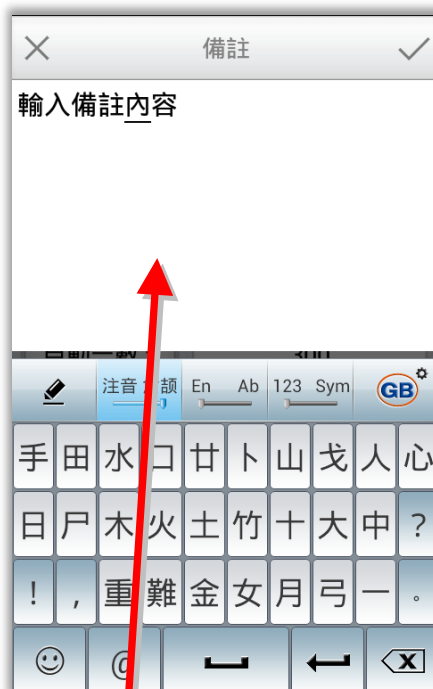 備註
輸入備註內容
注音 倉頡 En Ab 123 Sym GB
手 田 水 口 廿 卜 山 戈 人 心
日 尸 木 火 土 竹 十 大 中 ?
! , 重 難 金 女 月 弓 一 。
@